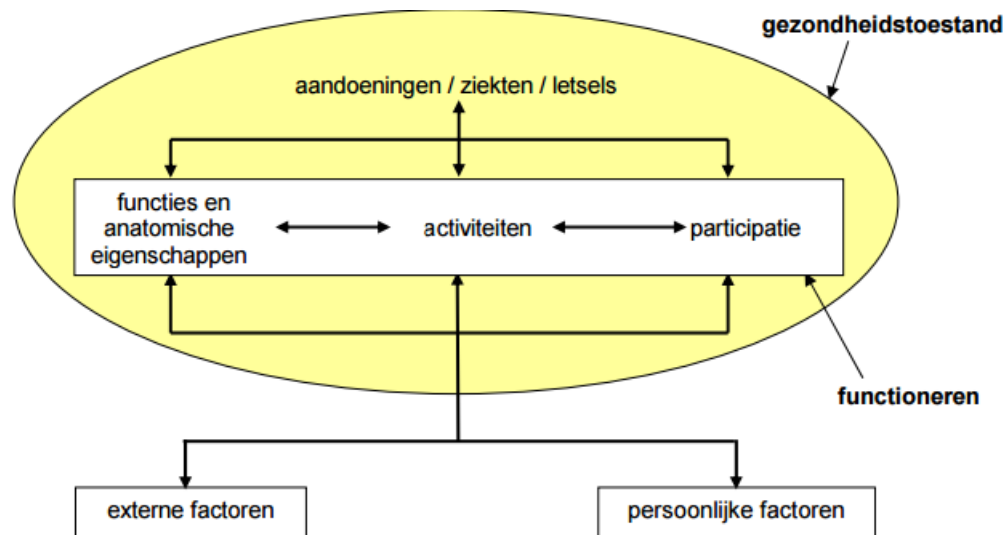 gezondheidstoestand
aandoeningen / ziekten / letsels
functies en
anatomische
eigenschappen
activiteiten
participatie
functioneren
externe factoren
persoonlijke factoren